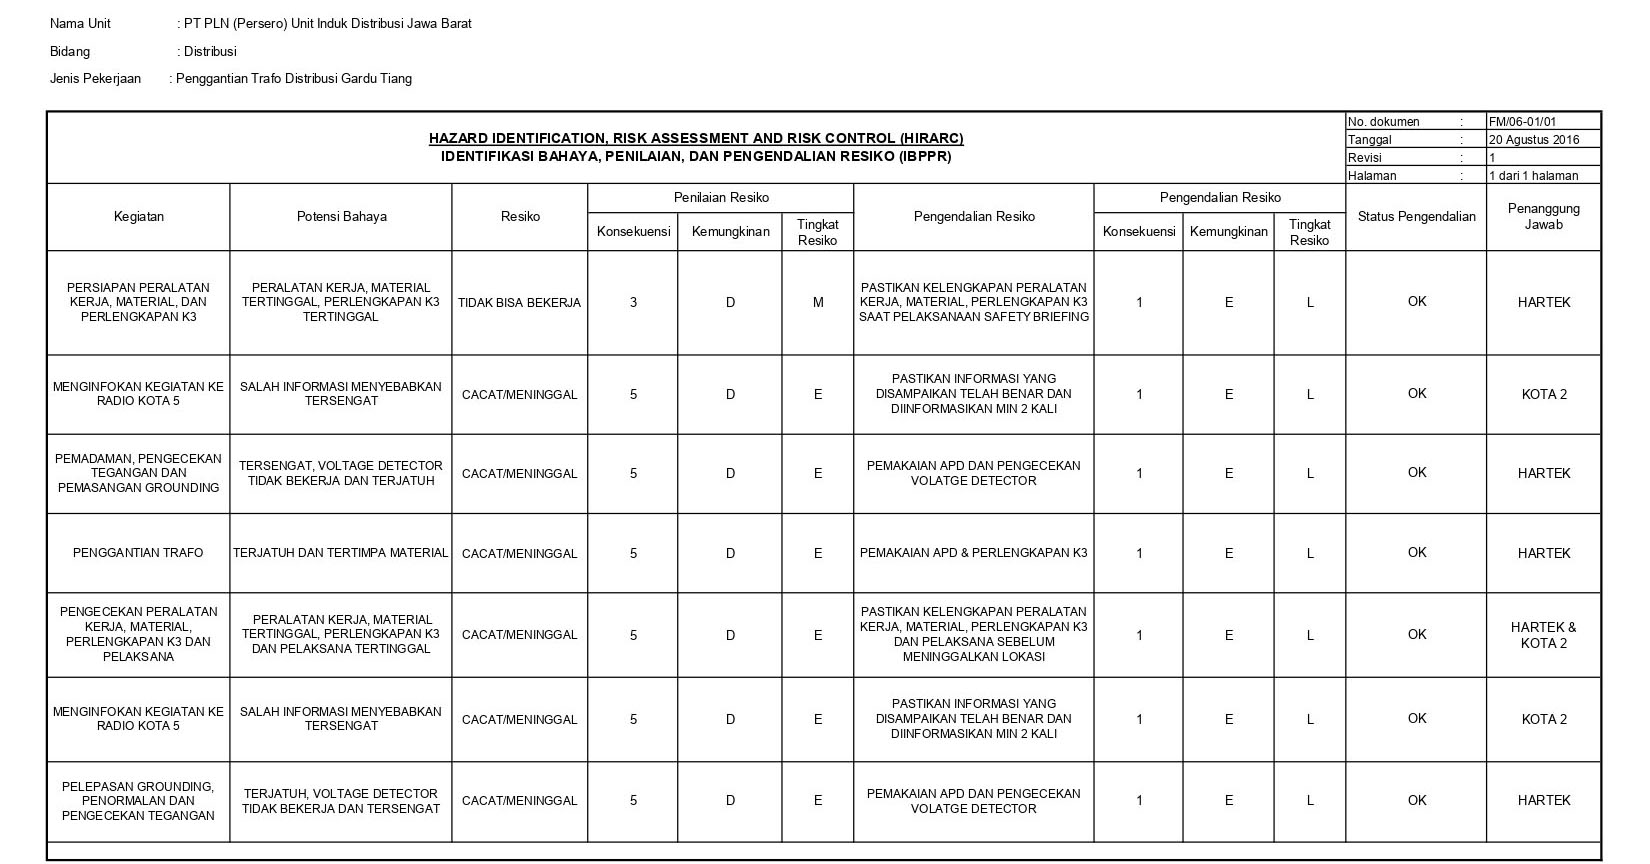 Nama Unit : PT PLN (Persero) Unit Induk Distribusi Jawa Barat
Bidang : Distribusi
Jenis Pekerjaan : Penggantian Trafo Distribusi Gardu Tiang
HAZARD IDENTIFICATION, RISK ASSESSMENT AND RISK CONTROL (HIRARC)
IDENTIFIKASI BAHAYA, PENILAIAN, DAN PENGENDALIAN RESIKO (IBPPR)
No. dokumen : FM/06-01/01
Tanggal : 20 Agustus 2016
Revisi : 1
Halaman : 1 dari 1 halaman
Kegiatan
Potensi Bahaya
Resiko
Penilaian Resiko
Konsekuensi
Kemungkinan
Tingkat
Resiko
Pengendalian Resiko
Pengendalian Resiko
Konsekuensi
Kemungkinan
Tingkat
Resiko
Status Pengendalian
Penanggung
Jawab
PERSIAPAN PERALATAN
KERJA, MATERIAL, DAN
PERLENGKAPAN K3
PERALATAN KERJA, MATERIAL
TERTINGGAL, PERLENGKAPAN K3
TERTINGGAL
TIDAK BISA BEKERJA
3
D
M
PASTIKAN KELENGKAPAN PERALATAN
KERJA, MATERIAL, PERLENGKAPAN K3
SAAT PELAKSANAAN SAFETY BRIEFING
1
E
L
OK
HARTEK
MENGINFOKAN KEGIATAN KE
RADIO KOTA 5
SALAH INFORMASI MENYEBABKAN
TERSENGAT
CACAT/MENINGGAL
5
D
E
PASTIKAN INFORMASI YANG
DISAMPAIKAN TELAH BENAR DAN
DIINFORMASIKAN MIN 2 KALI
1
E
L
OK
KOTA 2
PEMADAMAN, PENGECEKAN
TEGANGAN DAN
PEMASANGAN GROUNDING
TERSENGAT, VOLTAGE DETECTOR
TIDAK BEKERJA DAN TERJATUH
CACAT/MENINGGAL
5
D
E
PEMAKAIAN APD DAN PENGECEKAN
VOLATGE DETECTOR
1
E
L
OK
HARTEK
PENGGANTIAN TRAFO
TERJATUH DAN TERTIMPA MATERIAL
CACAT/MENINGGAL
5
D
E
PEMAKAIAN APD & PERLENGKAPAN K3
1
E
L
OK
HARTEK
PENGECEKAN PERALATAN
KERJA, MATERIAL,
PERLENGKAPAN K3 DAN
PELAKSANA
PERALATAN KERJA, MATERIAL
TERTINGGAL, PERLENGKAPAN K3
DAN PELAKSANA TERTINGGAL
CACAT/MENINGGAL
5
D
E
PASTIKAN KELENGKAPAN PERALATAN
KERJA, MATERIAL, PERLENGKAPAN K3
DAN PELAKSANA SEBELUM
MENINGGALKAN LOKASI
1
E
L
OK
HARTEK &
KOTA 2
MENGINFOKAN KEGIATAN KE
RADIO KOTA 5
SALAH INFORMASI MENYEBABKAN
TERSENGAT
CACAT/MENINGGAL
5
D
E
PASTIKAN INFORMASI YANG
DISAMPAIKAN TELAH BENAR DAN
DIINFORMASIKAN MIN 2 KALI
1
E
L
OK
KOTA 2
PELEPASAN GROUNDING,
PENORMALAN DAN
PENGECEKAN TEGANGAN
TERJATUH, VOLTAGE DETECTOR
TIDAK BEKERJA DAN TERSENGAT
CACAT/MENINGGAL
5
D
E
PEMAKAIAN APD DAN PENGECEKAN
VOLATGE DETECTOR
1
E
L
OK
HARTEK